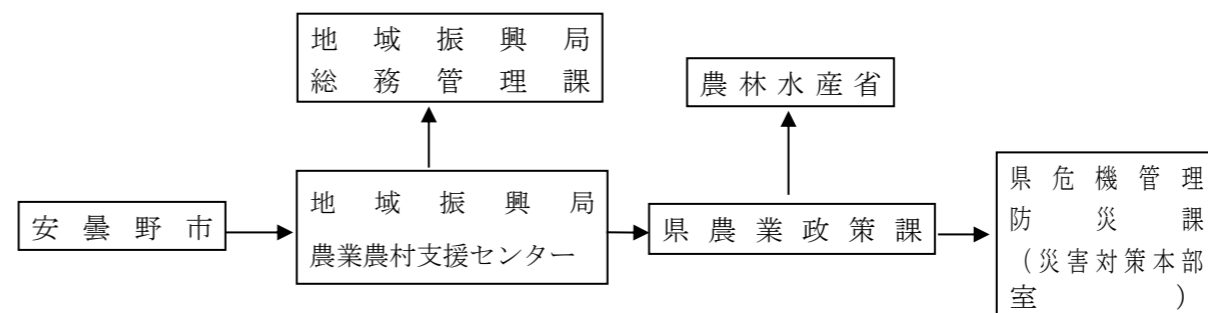 地域振興局
総務管理課
農林水産省
安曇野市
地域振興局
農業農村支援センター
県農業政策課
県危機管理
防災課
（災害対策本部
室）